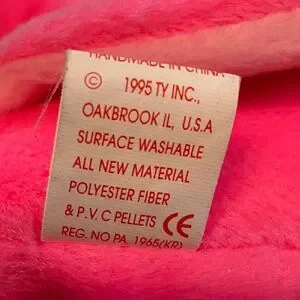 HANDMADE IN CHINA
© 1995 TY INC.,
OAKBROOK IL, U.S.A
SURFACE WASHABLE
ALL NEW MATERIAL
POLYESTER FIBER
& P.V.C PELLETS CE
REG. NO PA. 1965(KR)